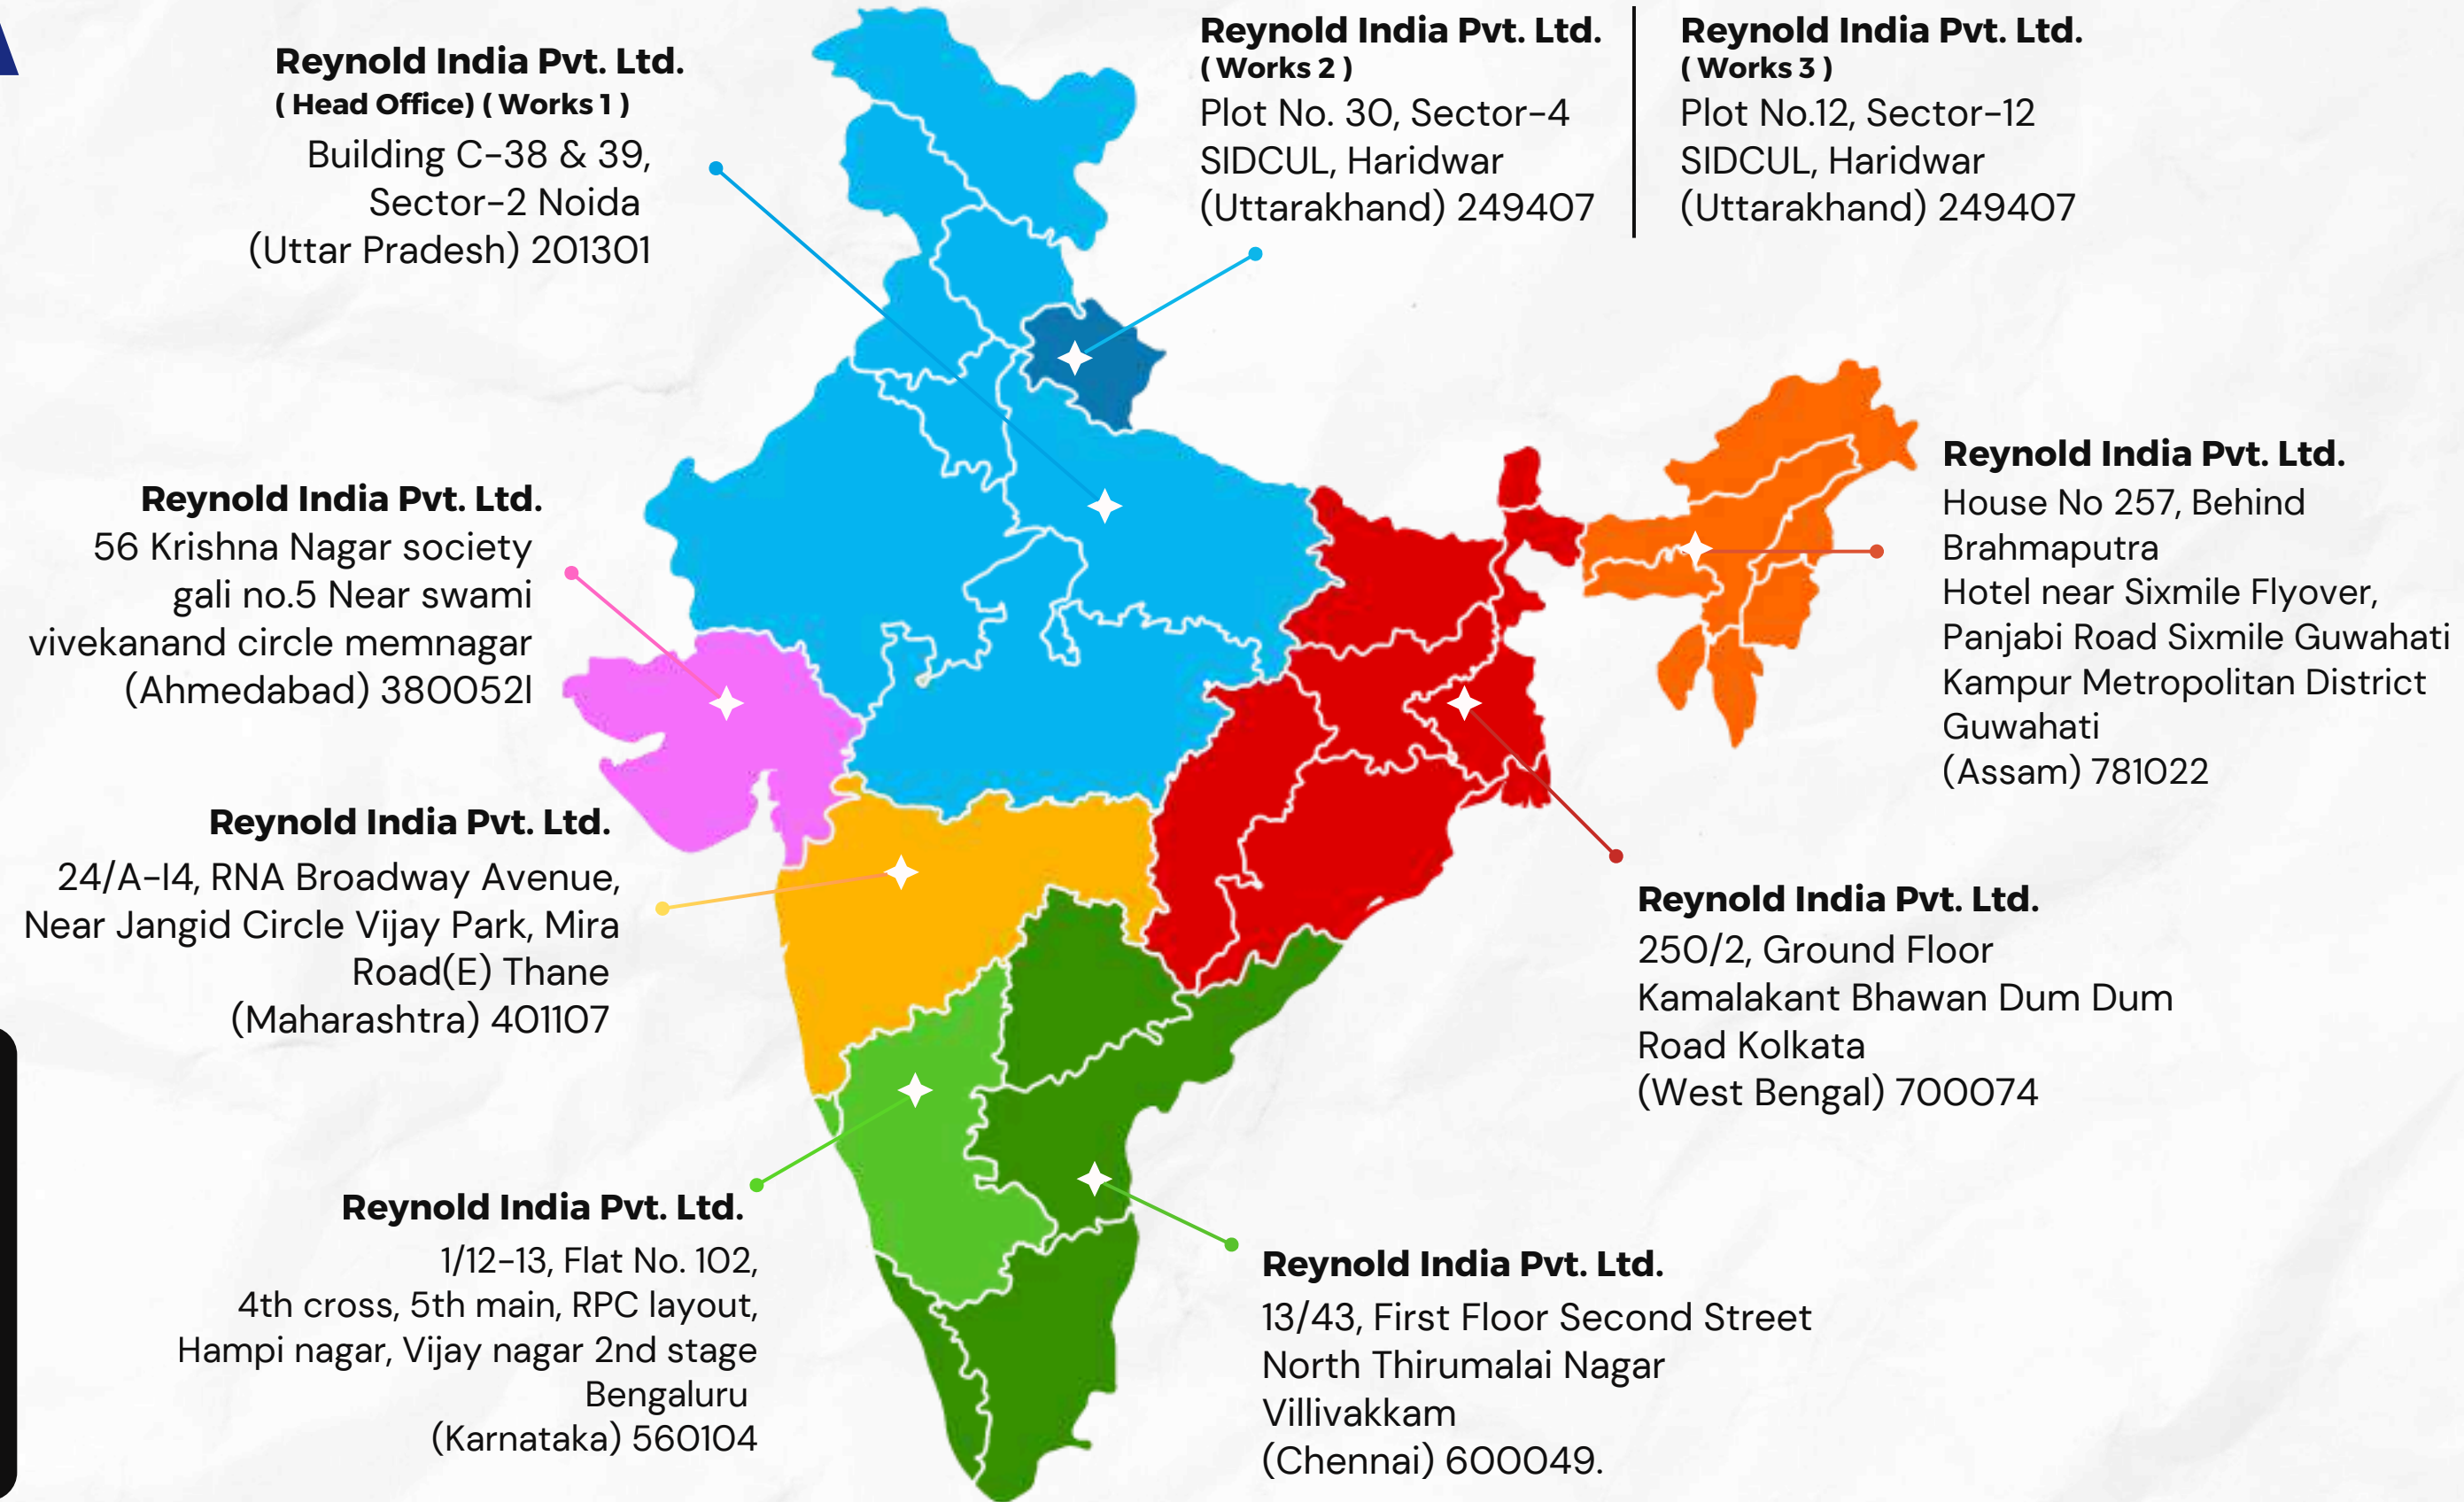 Reynold India Pvt. Ltd.
( Head Office) ( Works 1 )
Building C-38 & 39,
Sector-2 Noida
(Uttar Pradesh) 201301
Reynold India Pvt. Ltd.
( Works 2 )
Plot No. 30, Sector-4
SIDCUL, Haridwar
(Uttarakhand) 249407
Reynold India Pvt. Ltd.
( Works 3 )
Plot No.12, Sector-12
SIDCUL, Haridwar
(Uttarakhand) 249407
Reynold India Pvt. Ltd.
56 Krishna Nagar society
gali no.5 Near swami
vivekanand circle memnagar
(Ahmedabad) 380052l
Reynold India Pvt. Ltd.
House No 257, Behind
Brahmaputra
Hotel near Sixmile Flyover,
Panjabi Road Sixmile Guwahati
Kampur Metropolitan District
Guwahati
(Assam) 781022
Reynold India Pvt. Ltd.
24/A-I4, RNA Broadway Avenue,
Near Jangid Circle Vijay Park, Mira
Road(E) Thane
(Maharashtra) 401107
Reynold India Pvt. Ltd.
250/2, Ground Floor
Kamalakant Bhawan Dum Dum
Road Kolkata
(West Bengal) 700074
Reynold India Pvt. Ltd.
1/12-13, Flat No. 102,
4th cross, 5th main, RPC layout,
Hampi nagar, Vijay nagar 2nd stage
Bengaluru
(Karnataka) 560104
Reynold India Pvt. Ltd.
13/43, First Floor Second Street
North Thirumalai Nagar
Villivakkam
(Chennai) 600049.